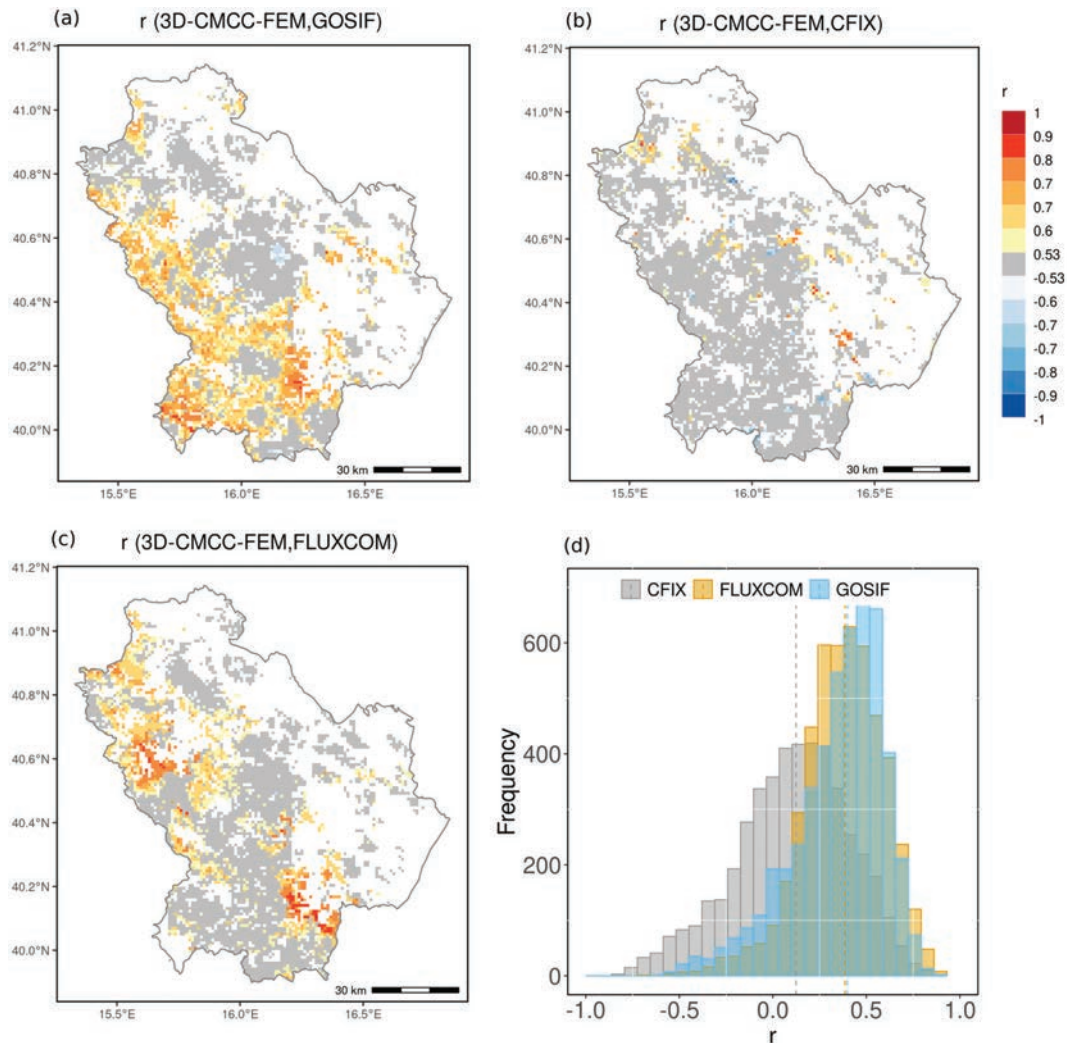 (a) r (3D-CMCC-FEM,GOSIF)
41.2°N
41.0°N
40.8°N
40.6°N
40.4°N
40.2°N
40.0°N
30 km
15.5°E 16.0°E 16.5°E
(b) r (3D-CMCC-FEM,CFIX)
41.2°N
41.0°N
40.8°N
40.6°N
40.4°N
40.2°N
40.0°N
30 km
15.5°E 16.0°E 16.5°E
r
1
0.9
0.8
0.7
0.7
0.6
0.53
-0.53
-0.6
-0.7
-0.7
-0.8
-0.9
-1
(c) r (3D-CMCC-FEM,FLUXCOM)
41.2°N
41.0°N
40.8°N
40.6°N
40.4°N
40.2°N
40.0°N
30 km
15.5°E 16.0°E 16.5°E
(d)
CFIX FLUXCOM GOSIF
Frequency
600
400
200
0
-1.0 -0.5 0.0 0.5 1.0
r